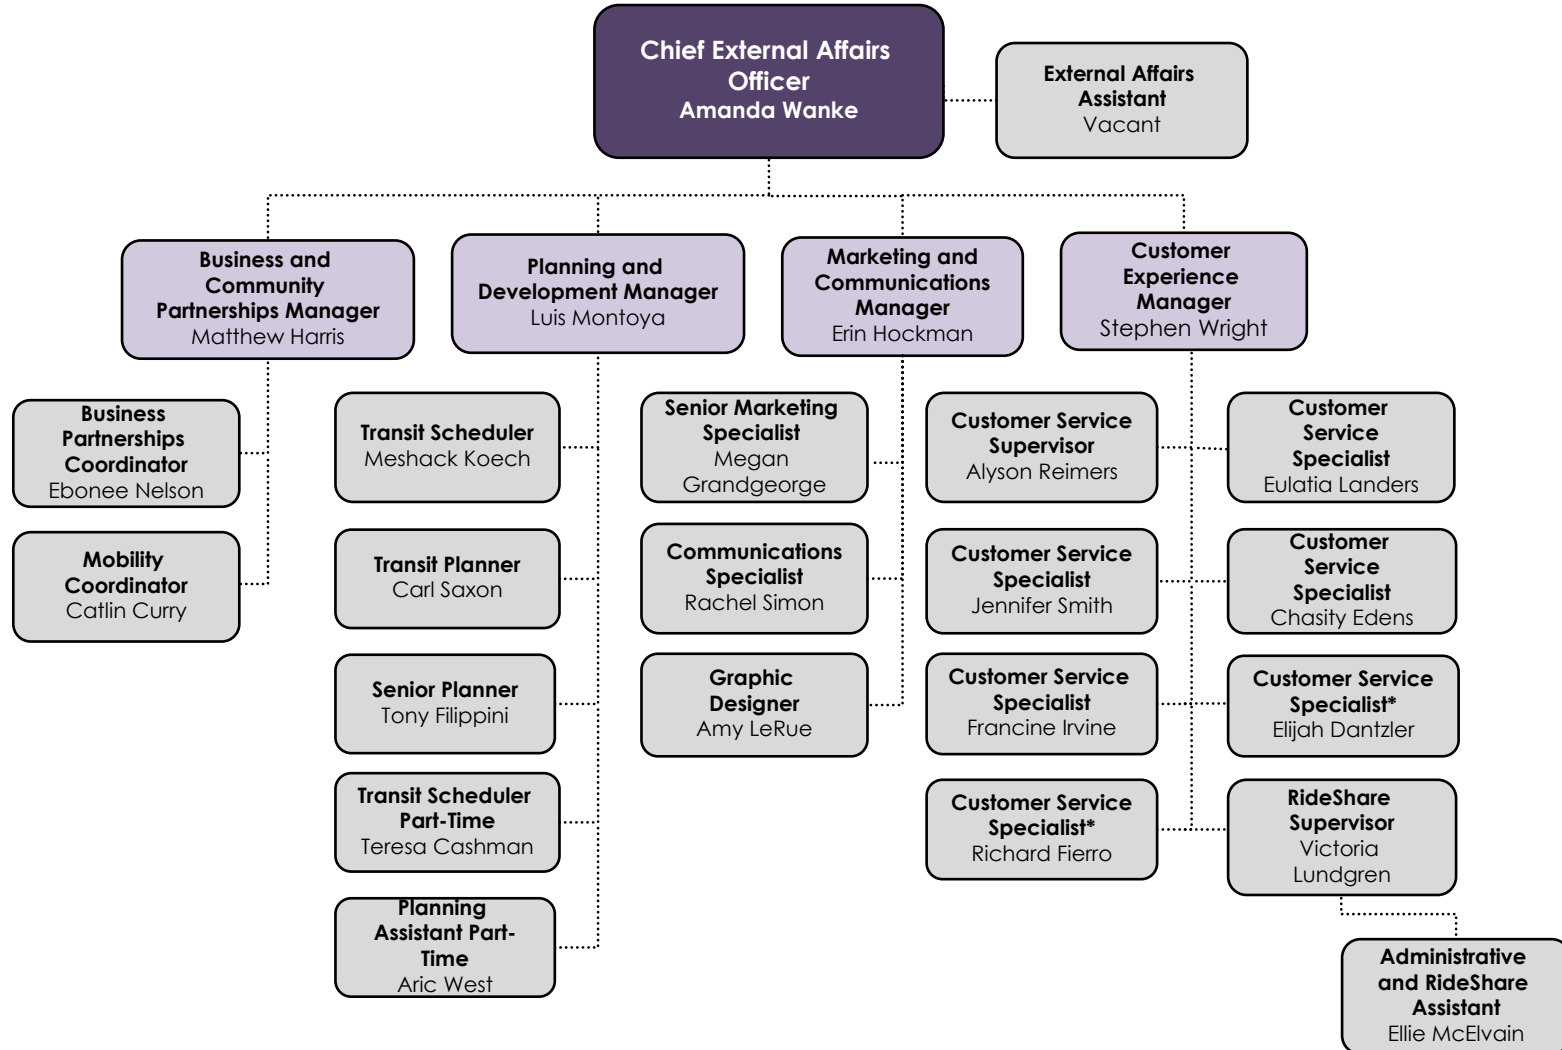 Chief External Affairs
Officer
Amanda Wanke
External Affairs
Assistant
Vacant
Business and
Community
Partnerships Manager
Matthew Harris
Planning and
Development Manager
Luis Montoya
Marketing and
Communications
Manager
Erin Hockman
Customer
Experience
Manager
Stephen Wright
Business
Partnerships
Coordinator
Ebonee Nelson
Mobility
Coordinator
Catlin Curry
Transit Scheduler
Meshack Koech
Transit Planner
Carl Saxon
Senior Planner
Tony Filippini
Transit Scheduler
Part-Time
Teresa Cashman
Planning
Assistant Part-
Time
Aric West
Senior Marketing
Specialist
Megan
Grandgeorge
Communications
Specialist
Rachel Simon
Graphic
Designer
Amy LeRue
Customer Service
Supervisor
Alyson Reimers
Customer Service
Specialist
Jennifer Smith
Customer Service
Specialist
Francine Irvine
Customer Service
Specialist*
Richard Fierro
Customer
Service
Specialist
Eulatia Landers
Customer
Service
Specialist
Chasity Edens
Customer Service
Specialist*
Elijah Dantzler
RideShare
Supervisor
Victoria
Lundgren
Administrative
and RideShare
Assistant
Ellie McElvain